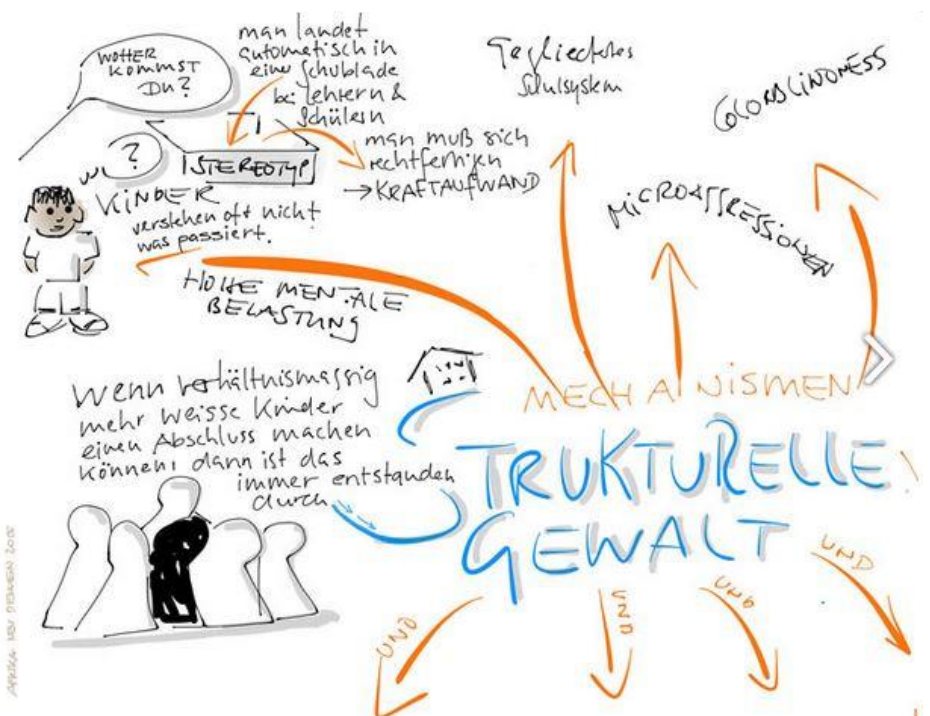 WOHER
KOMMST
DU?
man landet
automatisch in
einer Schublade
bei Lehrern &
Schülern
?
STEREOTYP
man muß sich
rechtfertigen
→ KRAFTAUFWAND
KINDER
verstehen oft nicht
was passiert.
HOHE MENTALE
BELASTUNG
Gegliedertes
Schulsystem
COLORBLINDNESS
MICROAGGRESSIONEN
MECHANISMEN
STRUKTURELLE
GEWALT
Wenn verhältnismassig
mehr weisse Kinder
einen Abschluss machen
können, dann ist das
immer entstanden
durch
UND
UND
UND
UND